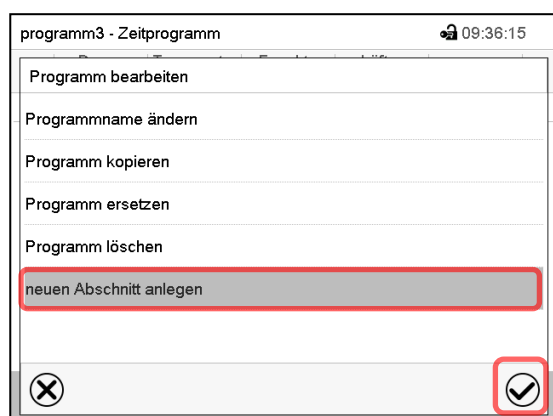 programm3 - Zeitprogramm 09:36:15
Programm bearbeiten
Programmname ändern
Programm kopieren
Programm ersetzen
Programm löschen
neuen Abschnitt anlegen